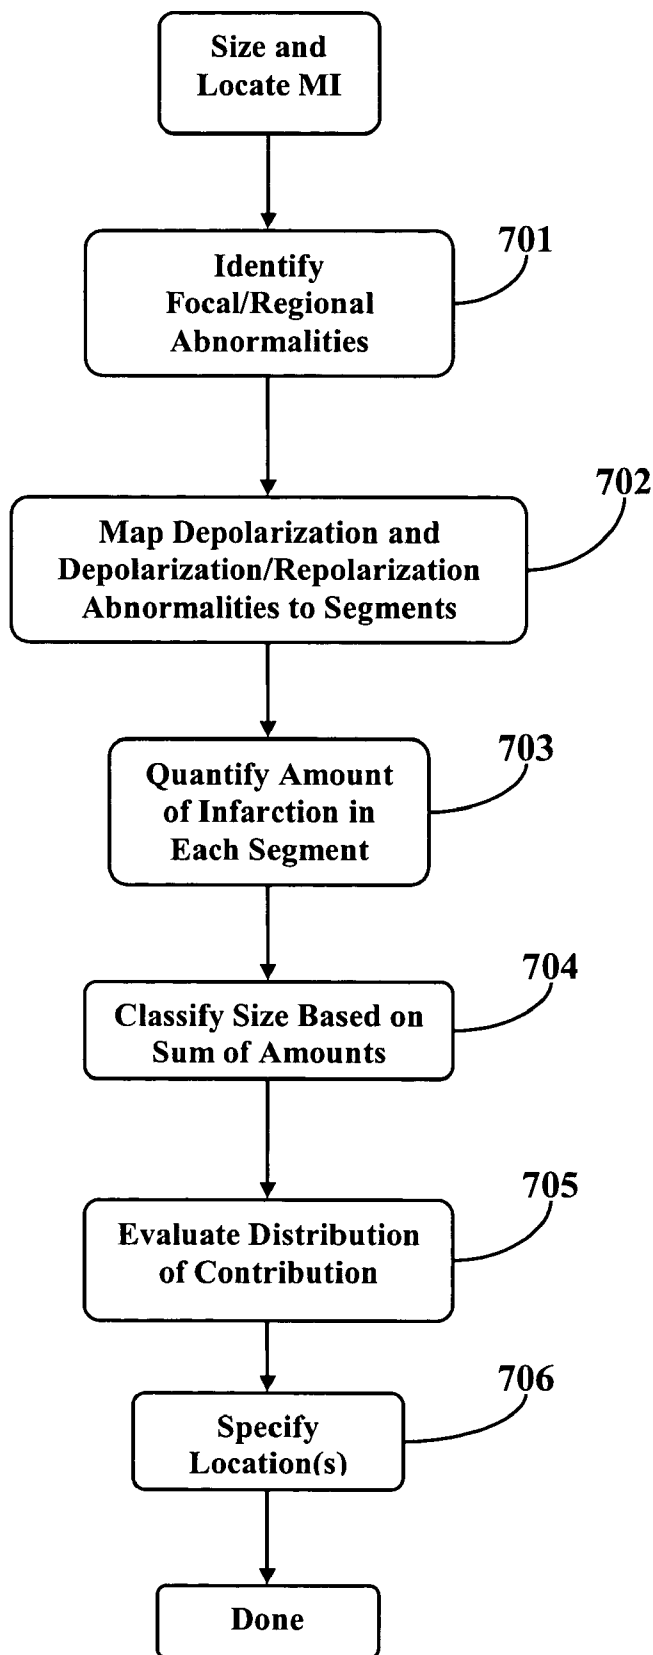 Size and
Locate MI
701
Identify
Focal/Regional
Abnormalities
702
Map Depolarization and
Depolarization/Repolarization
Abnormalities to Segments
703
Quantify Amount
of Infarction in
Each Segment
704
Classify Size Based on
Sum of Amounts
705
Evaluate Distribution
of Contribution
706
Specify
Location(s)
Done